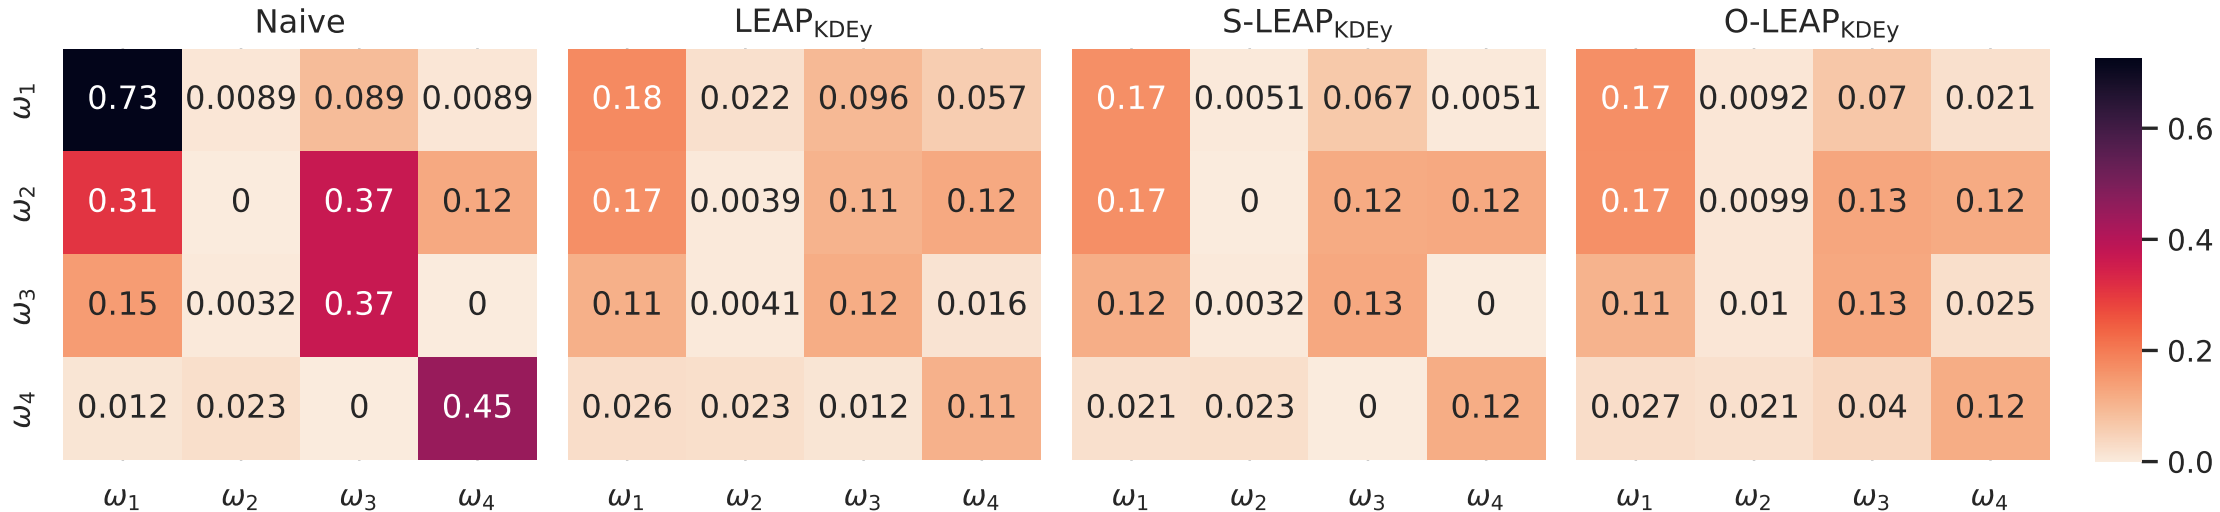 Naive LEAP_KDEy S-LEAP_KDEy O-LEAP_KDEy
ω1 0.73 0.0089 0.089 0.0089 0.18 0.022 0.096 0.057 0.17 0.0051 0.067 0.0051 0.17 0.0092 0.07 0.021
0.6
ω2 0.31 0 0.37 0.12 0.17 0.0039 0.11 0.12 0.17 0 0.12 0.12 0.17 0.0099 0.13 0.12
0.4
ω3 0.15 0.0032 0.37 0 0.11 0.0041 0.12 0.016 0.12 0.0032 0.13 0 0.11 0.01 0.13 0.025
0.2
ω4 0.012 0.023 0 0.45 0.026 0.023 0.012 0.11 0.021 0.023 0 0.12 0.027 0.021 0.04 0.12
0.0
ω1 ω2 ω3 ω4 ω1 ω2 ω3 ω4 ω1 ω2 ω3 ω4 ω1 ω2 ω3 ω4